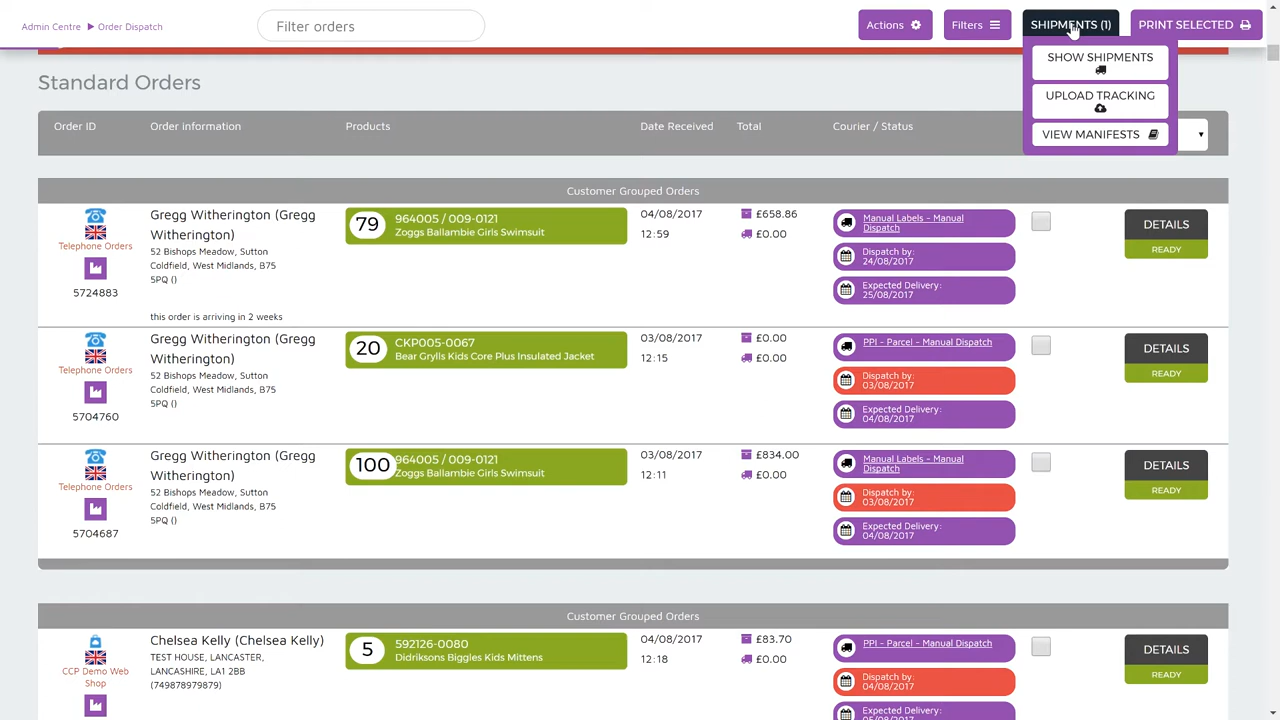 Admin Centre ▶ Order Dispatch
Filter orders
Actions
Filters
SHIPMENTS (1)
PRINT SELECTED
SHOW SHIPMENTS
UPLOAD TRACKING
VIEW MANIFESTS
Standard Orders
Order ID
Order information
Products
Date Received
Total
Courier / Status
Customer Grouped Orders
Telephone Orders
5724883
Gregg Witherington (Gregg
Witherington)
52 Bishops Meadow, Sutton
Coldfield, West Midlands, B75
5PQ ()
this order is arriving in 2 weeks
79
964005 / 009-0121
Zoggs Ballambie Girls Swimsuit
04/08/2017
12:59
£658.86
£0.00
Manual Labels - Manual
Dispatch
Dispatch by:
24/08/2017
Expected Delivery:
25/08/2017
DETAILS
READY
Telephone Orders
5704760
Gregg Witherington (Gregg
Witherington)
52 Bishops Meadow, Sutton
Coldfield, West Midlands, B75
5PQ ()
20
CKP005-0067
Bear Grylls Kids Core Plus Insulated Jacket
03/08/2017
12:15
£0.00
£0.00
PPI - Parcel - Manual Dispatch
Dispatch by:
03/08/2017
Expected Delivery:
04/08/2017
DETAILS
READY
Telephone Orders
5704687
Gregg Witherington (Gregg
Witherington)
52 Bishops Meadow, Sutton
Coldfield, West Midlands, B75
5PQ ()
100
964005 / 009-0121
Zoggs Ballambie Girls Swimsuit
03/08/2017
12:11
£834.00
£0.00
Manual Labels - Manual
Dispatch
Dispatch by:
03/08/2017
Expected Delivery:
04/08/2017
DETAILS
READY
Customer Grouped Orders
CCP Demo Web
Shop
Chelsea Kelly (Chelsea Kelly)
TEST HOUSE, LANCASTER,
LANCASHIRE, LA1 2BB
(749878979879)
5
592126-0080
Didriksons Biggles Kids Mittens
04/08/2017
12:18
£83.70
£0.00
PPI - Parcel - Manual Dispatch
Dispatch by:
04/08/2017
Expected Delivery:
05/08/2017
DETAILS
READY